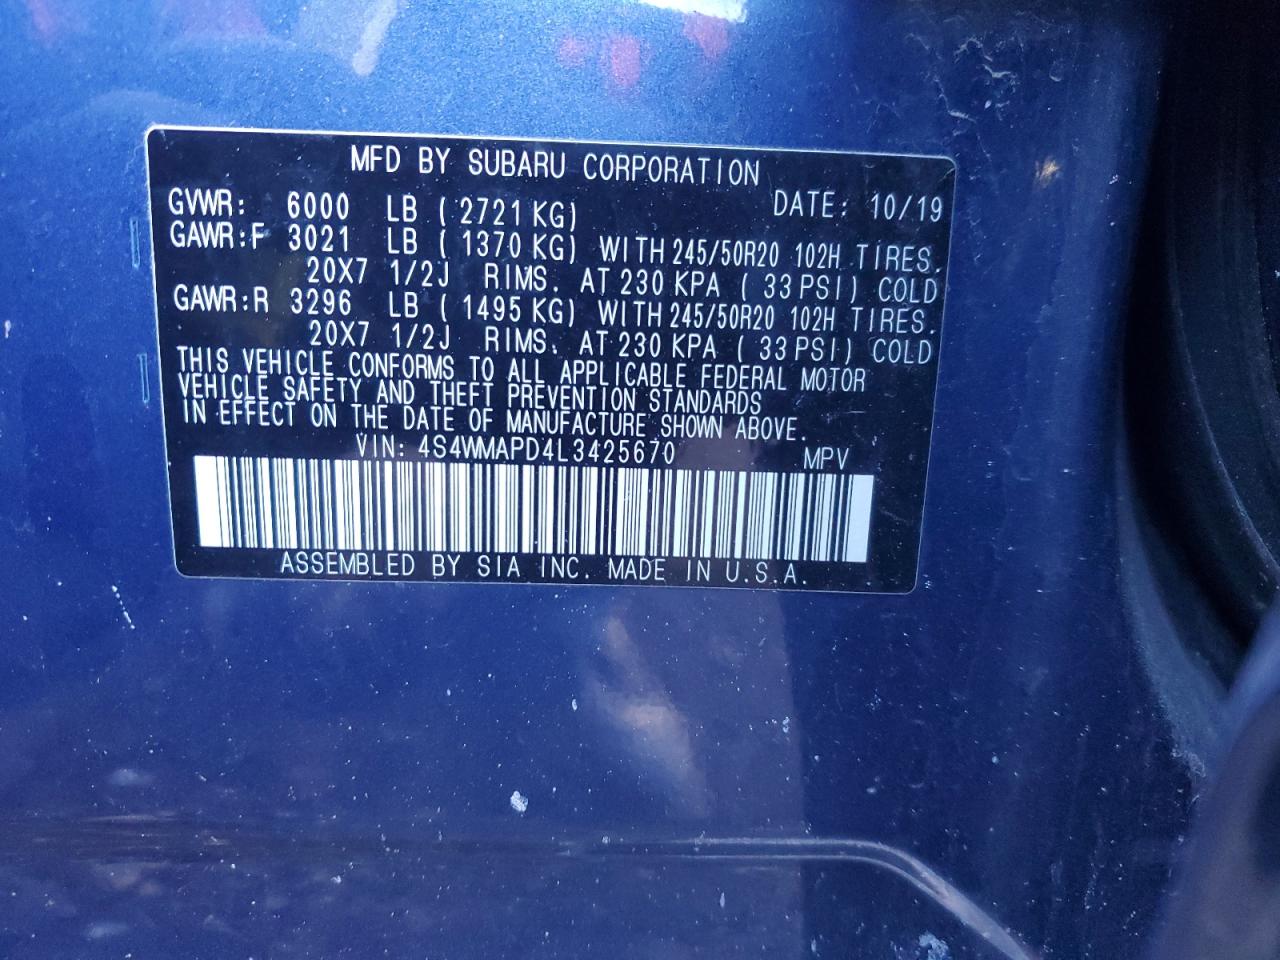 MFD BY SUBARU CORPORATION
GVWR: 6000 LB ( 2721 KG) DATE: 10/19
GAWR:F 3021 LB ( 1370 KG) WITH 245/50R20 102H TIRES.
20X7 1/2J RIMS. AT 230 KPA ( 33 PSI) COLD
GAWR:R 3296 LB ( 1495 KG) WITH 245/50R20 102H TIRES.
20X7 1/2J RIMS. AT 230 KPA ( 33 PSI) COLD
THIS VEHICLE CONFORMS TO ALL APPLICABLE FEDERAL MOTOR
VEHICLE SAFETY AND THEFT PREVENTION STANDARDS
IN EFFECT ON THE DATE OF MANUFACTURE SHOWN ABOVE.
VIN: 4S4WMAPD4L3425670 MPV
ASSEMBLED BY SIA INC. MADE IN U.S.A.